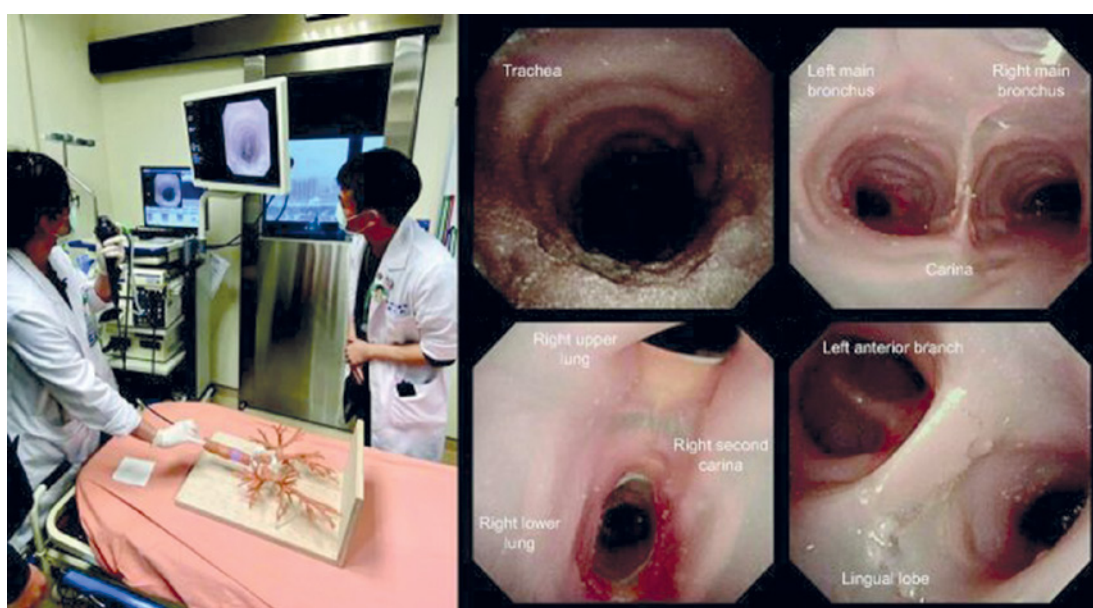 Trachea
Left main
bronchus
Right main
bronchus
Carina
Right upper
lung
Right second
carina
Right lower
lung
Left anterior branch
Lingual lobe